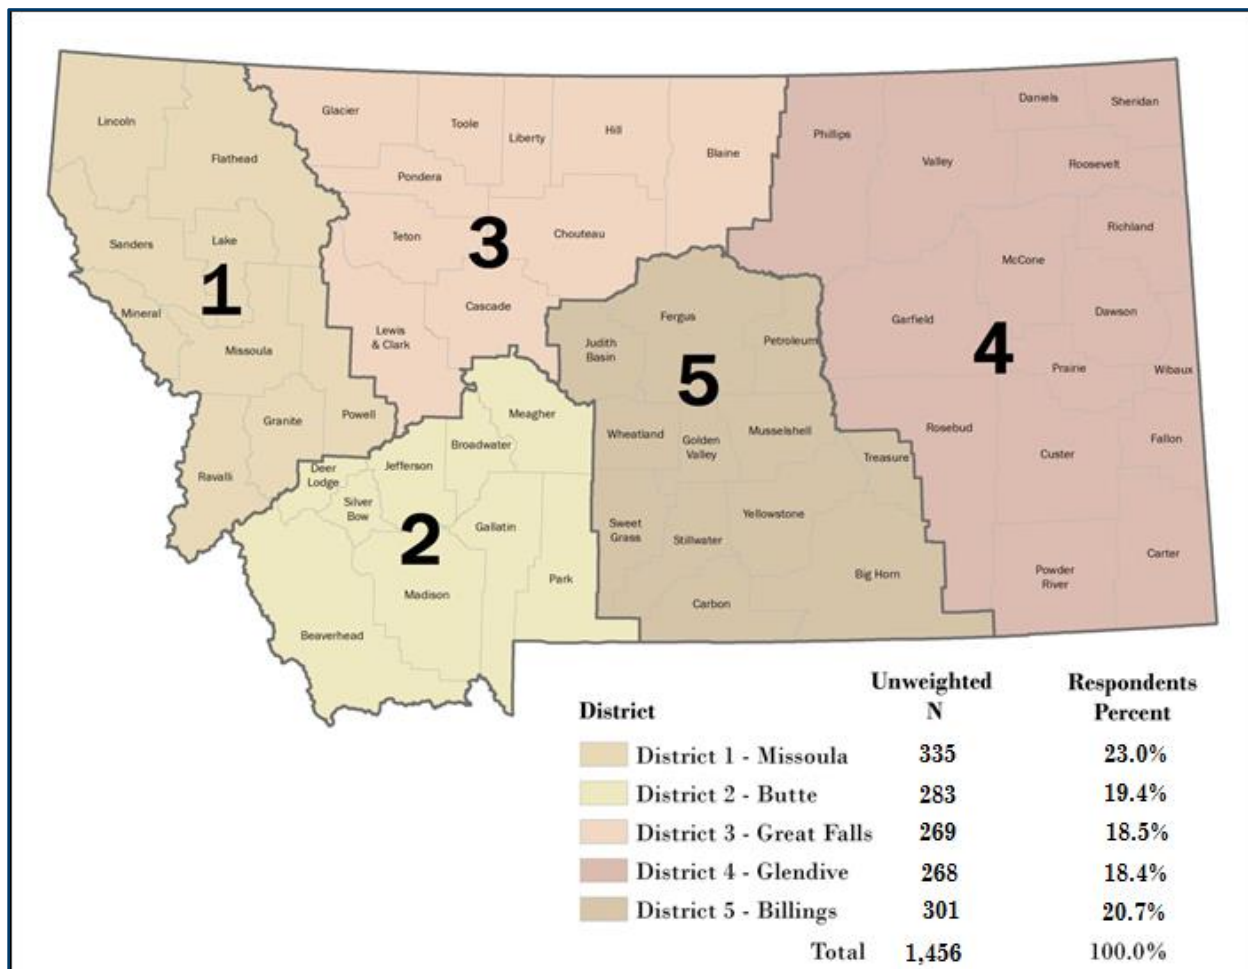 Lincoln
Flathead
Sanders
Lake
1
Mineral
Missoula
Granite
Powell
Ravalli
Glacier
Toole
Liberty
Hill
Blaine
Pondera
Teton
3
Chouteau
Cascade
Lewis
& Clark
Meagher
Broadwater
Jefferson
Deer
Lodge
Silver
Bow
2
Gallatin
Park
Madison
Beaverhead
Fergus
Judith
Basin
Petroleum
5
Wheatland
Golden
Valley
Musselshell
Treasure
Sweet
Grass
Stillwater
Yellowstone
Big Horn
Carbon
Phillips
Valley
Daniels
Sheridan
Roosevelt
Richland
McCone
Garfield
4
Dawson
Prairie
Wibaux
Rosebud
Custer
Fallon
Powder
River
Carter
Unweighted Respondents
District N Percent
District 1 - Missoula 335 23.0%
District 2 - Butte 283 19.4%
District 3 - Great Falls 269 18.5%
District 4 - Glendive 268 18.4%
District 5 - Billings 301 20.7%
Total 1,456 100.0%